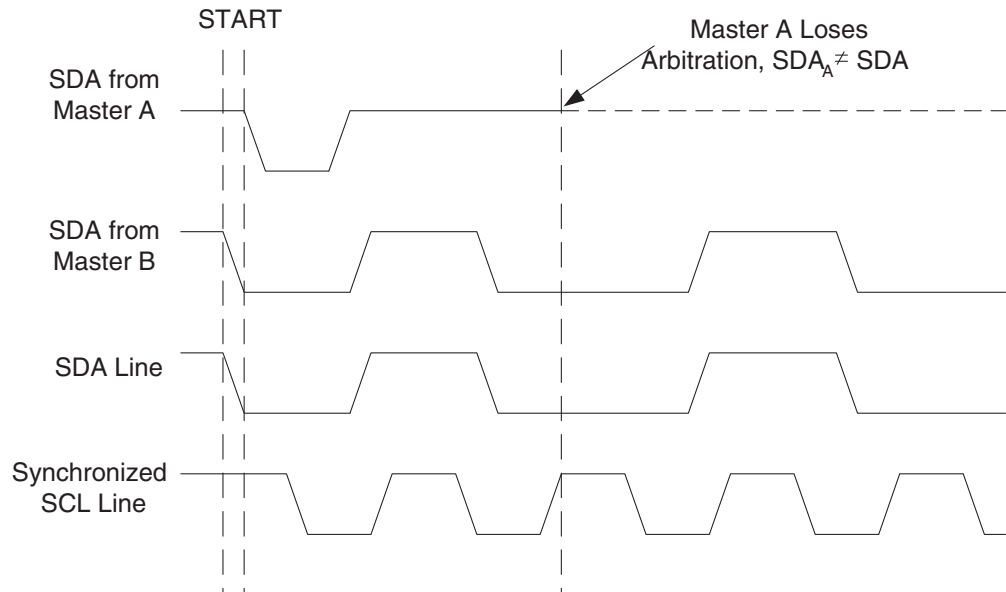 START
Master A Loses
Arbitration, SDA_A ≠ SDA
SDA from
Master A
SDA from
Master B
SDA Line
Synchronized
SCL Line